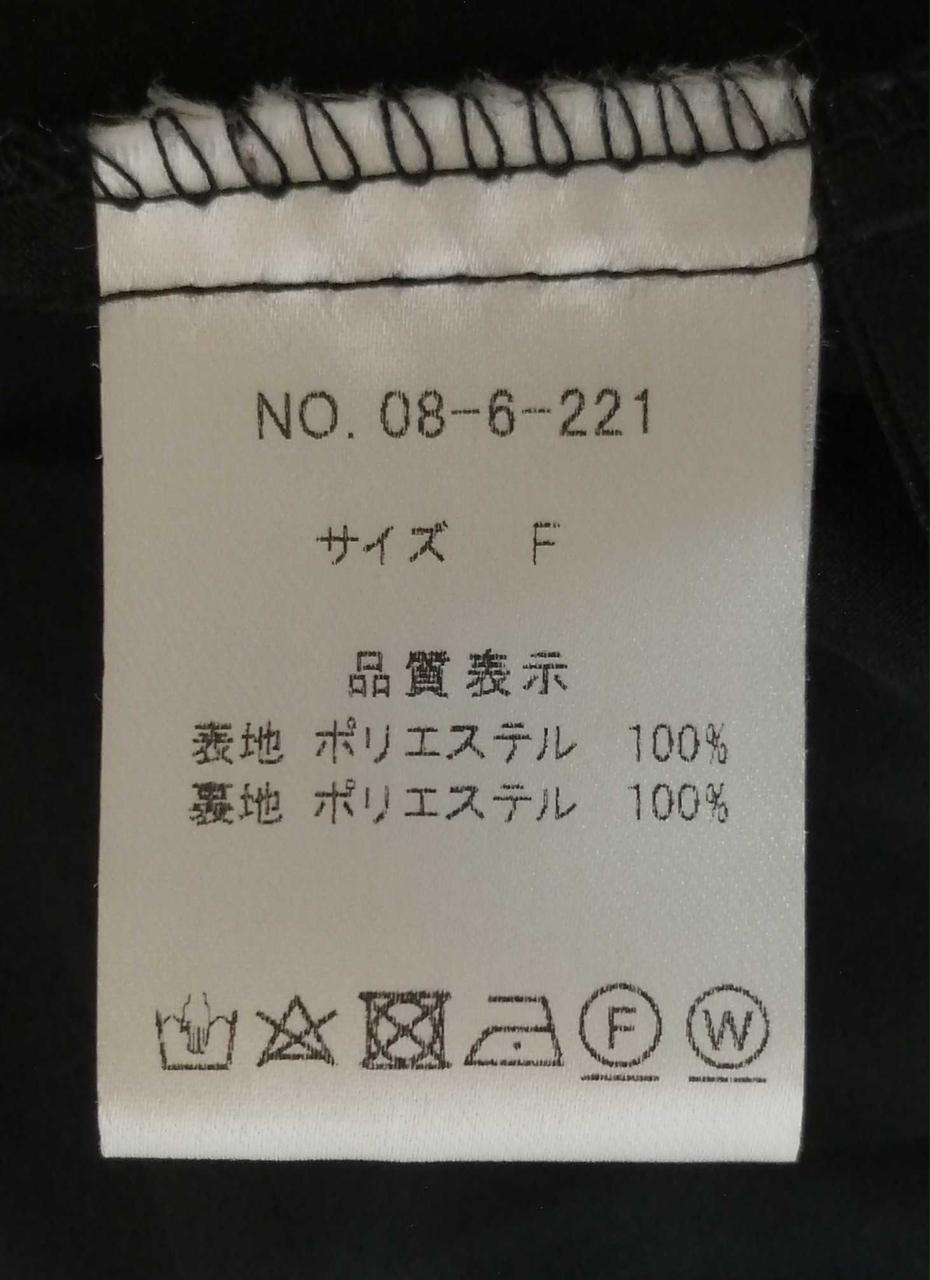 NO. 08-6-221
サイズ F
品質表示
表地 ポリエステル 100%
裏地 ポリエステル 100%
F W